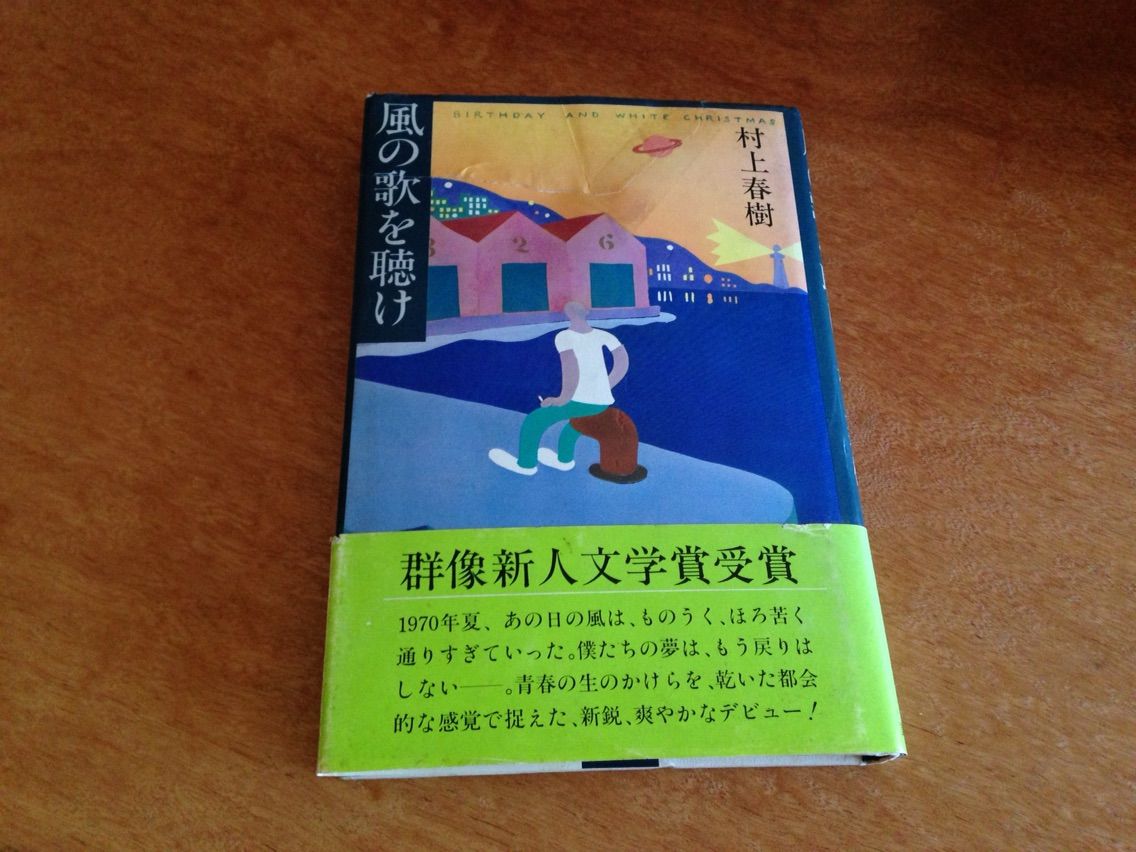 BIRTHDAY AND WHITE CHRISTMAS
風の歌を聴け
村上春樹
3 2 6
群像新人文学賞受賞
1970年夏、あの日の風は、ものうく、ほろ苦く
通りすぎていった。僕たちの夢は、もう戻りは
しない──。青春の生のかけらを、乾いた都会
的な感覚で捉えた、新鋭、爽やかなデビュー!